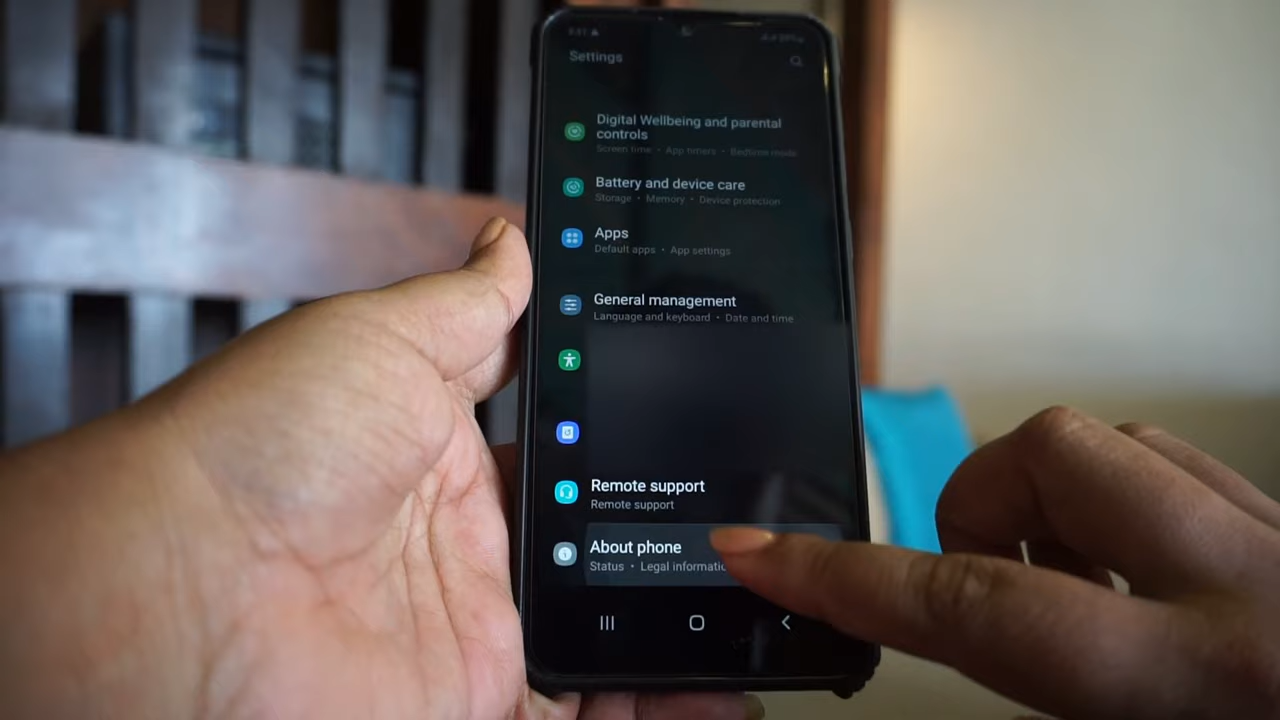 Settings
Digital Wellbeing and parental
controls
Screen time • App timers • Bedtime mode
Battery and device care
Storage • Memory • Device protection
Apps
Default apps • App settings
General management
Language and keyboard • Date and time
Remote support
Remote support
About phone
Status • Legal